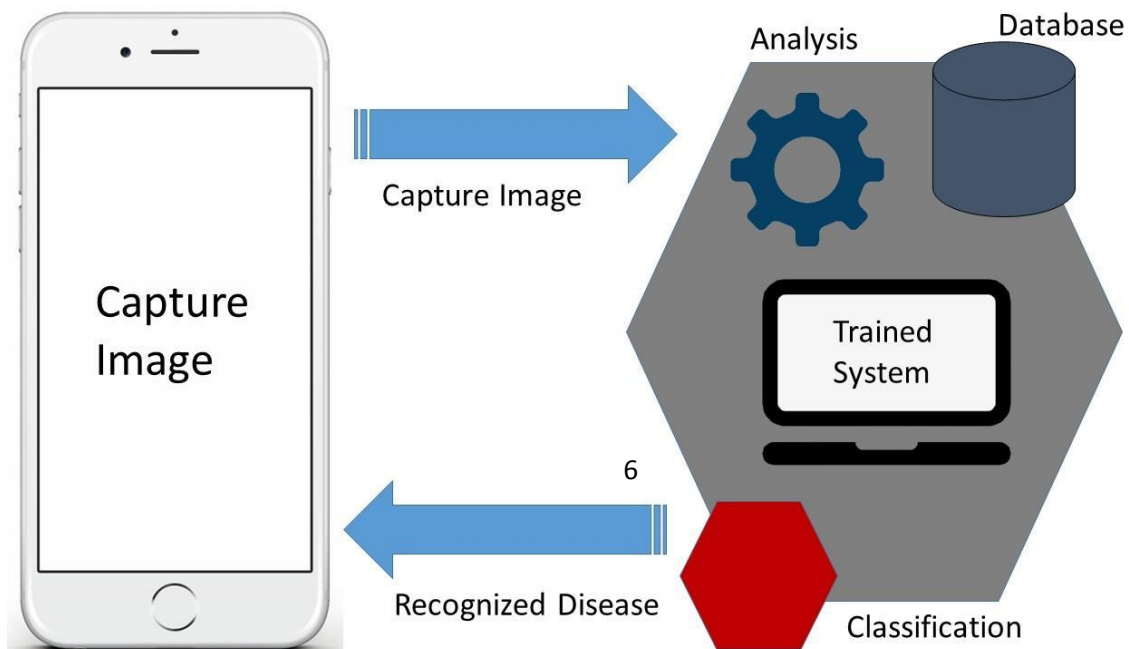 Analysis
Database
Capture Image
Capture
Image
Trained
System
6
Recognized Disease
Classification